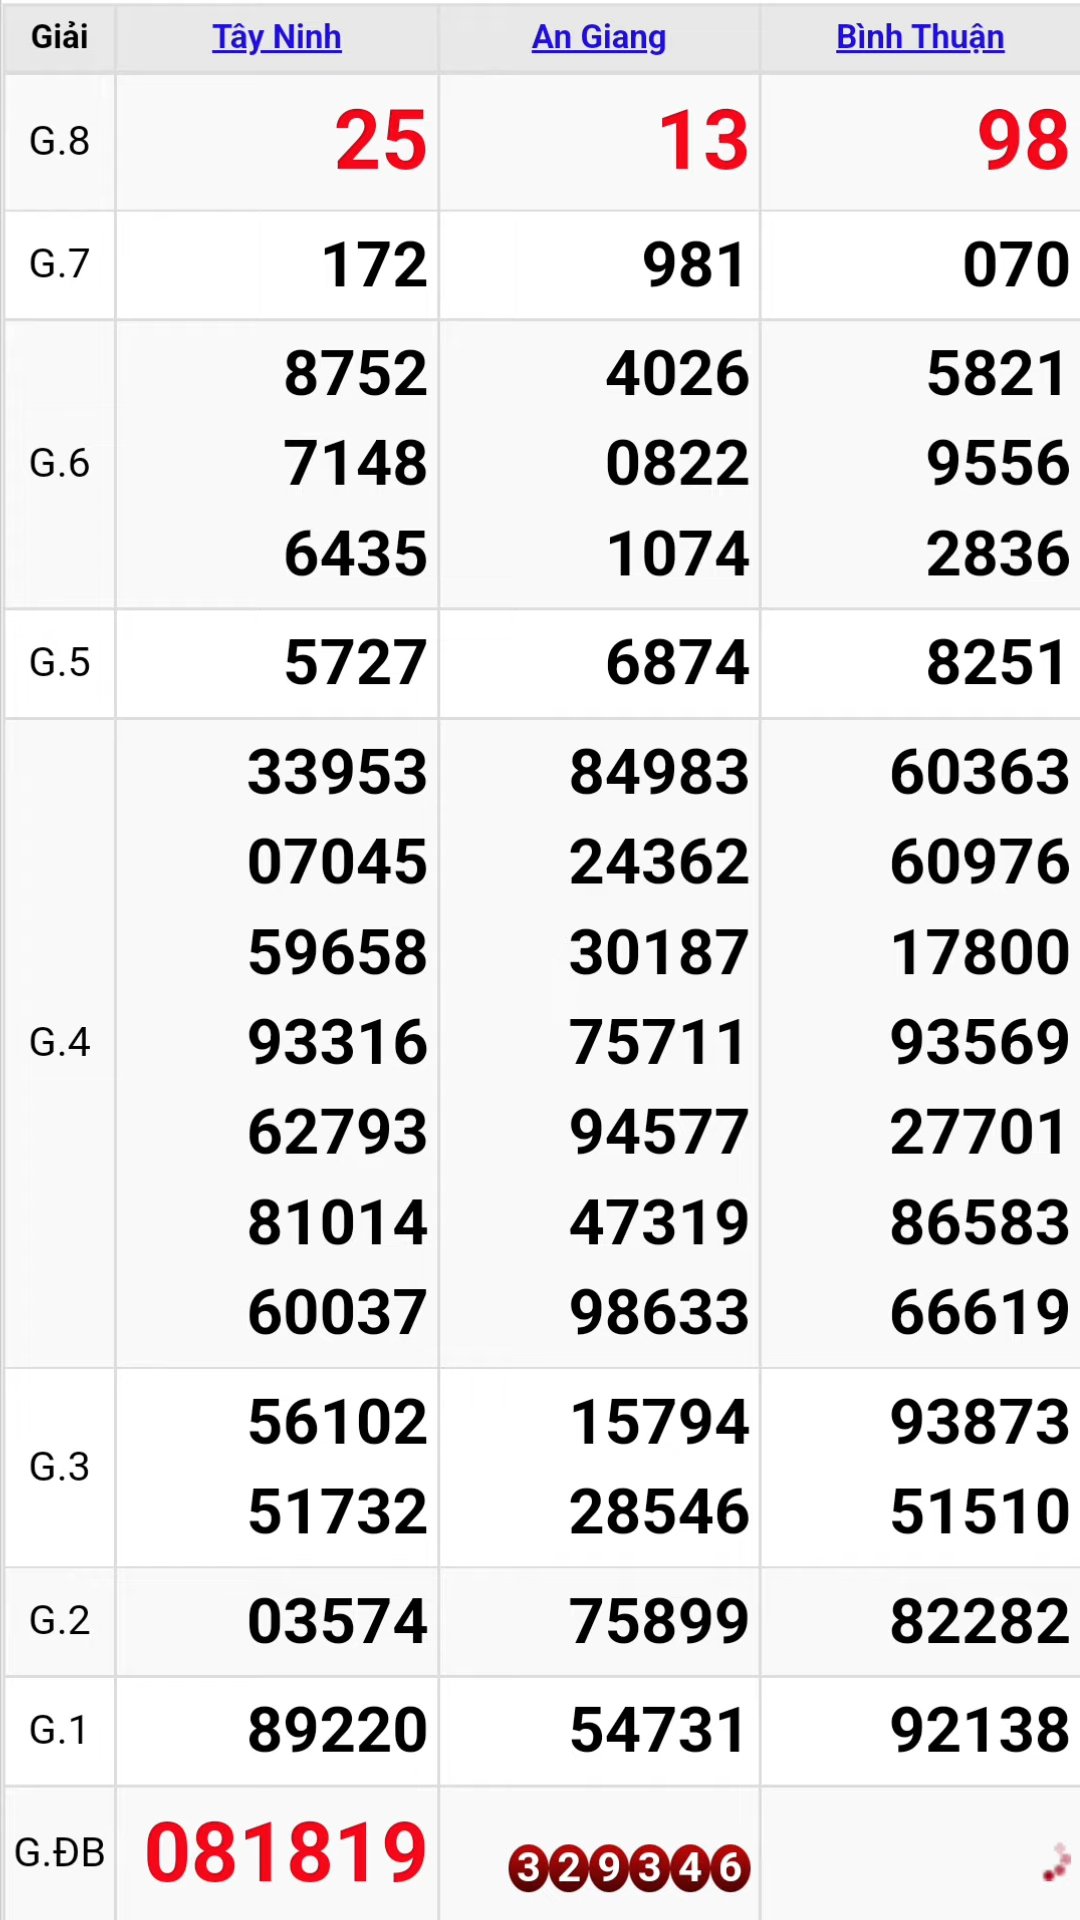 Giải Tây Ninh An Giang Bình Thuận
G.8 25 13 98
G.7 172 981 070
8752 4026 5821
G.6 7148 0822 9556
6435 1074 2836
G.5 5727 6874 8251
33953 84983 60363
07045 24362 60976
59658 30187 17800
G.4 93316 75711 93569
62793 94577 27701
81014 47319 86583
60037 98633 66619
56102 15794 93873
G.3
51732 28546 51510
G.2 03574 75899 82282
G.1 89220 54731 92138
G.ĐB 081819 329346